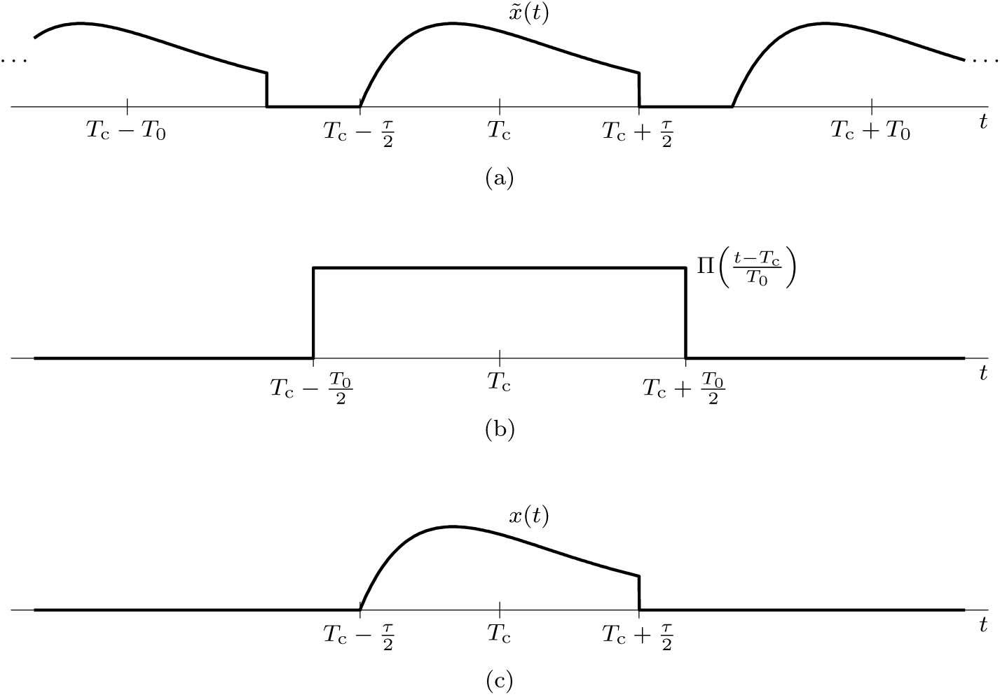 x̃(t)
... ...
T_c − T_0 T_c − τ/2 T_c T_c + τ/2 T_c + T_0 t
(a)
Π((t−T_c)/T_0)
T_c − T_0/2 T_c T_c + T_0/2 t
(b)
x(t)
T_c − τ/2 T_c T_c + τ/2 t
(c)